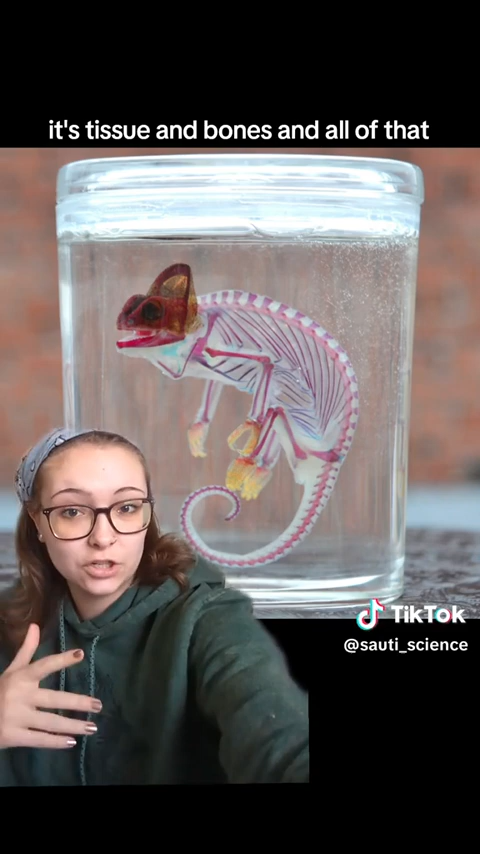 it's tissue and bones and all of that
TikTok
@sauti_science